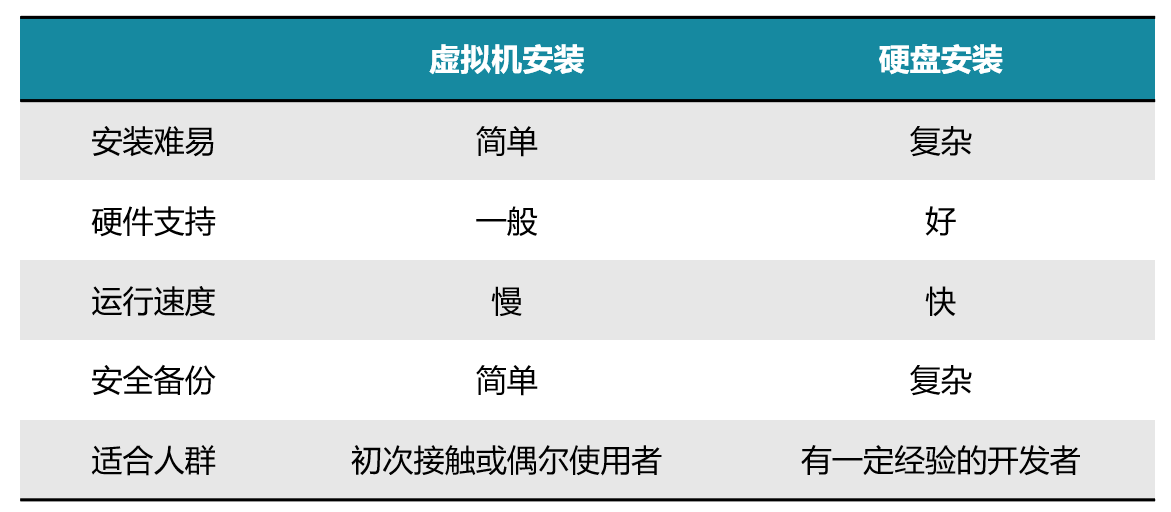 虚拟机安装 硬盘安装
安装难易 简单 复杂
硬件支持 一般 好
运行速度 慢 快
安全备份 简单 复杂
适合人群 初次接触或偶尔使用者 有一定经验的开发者